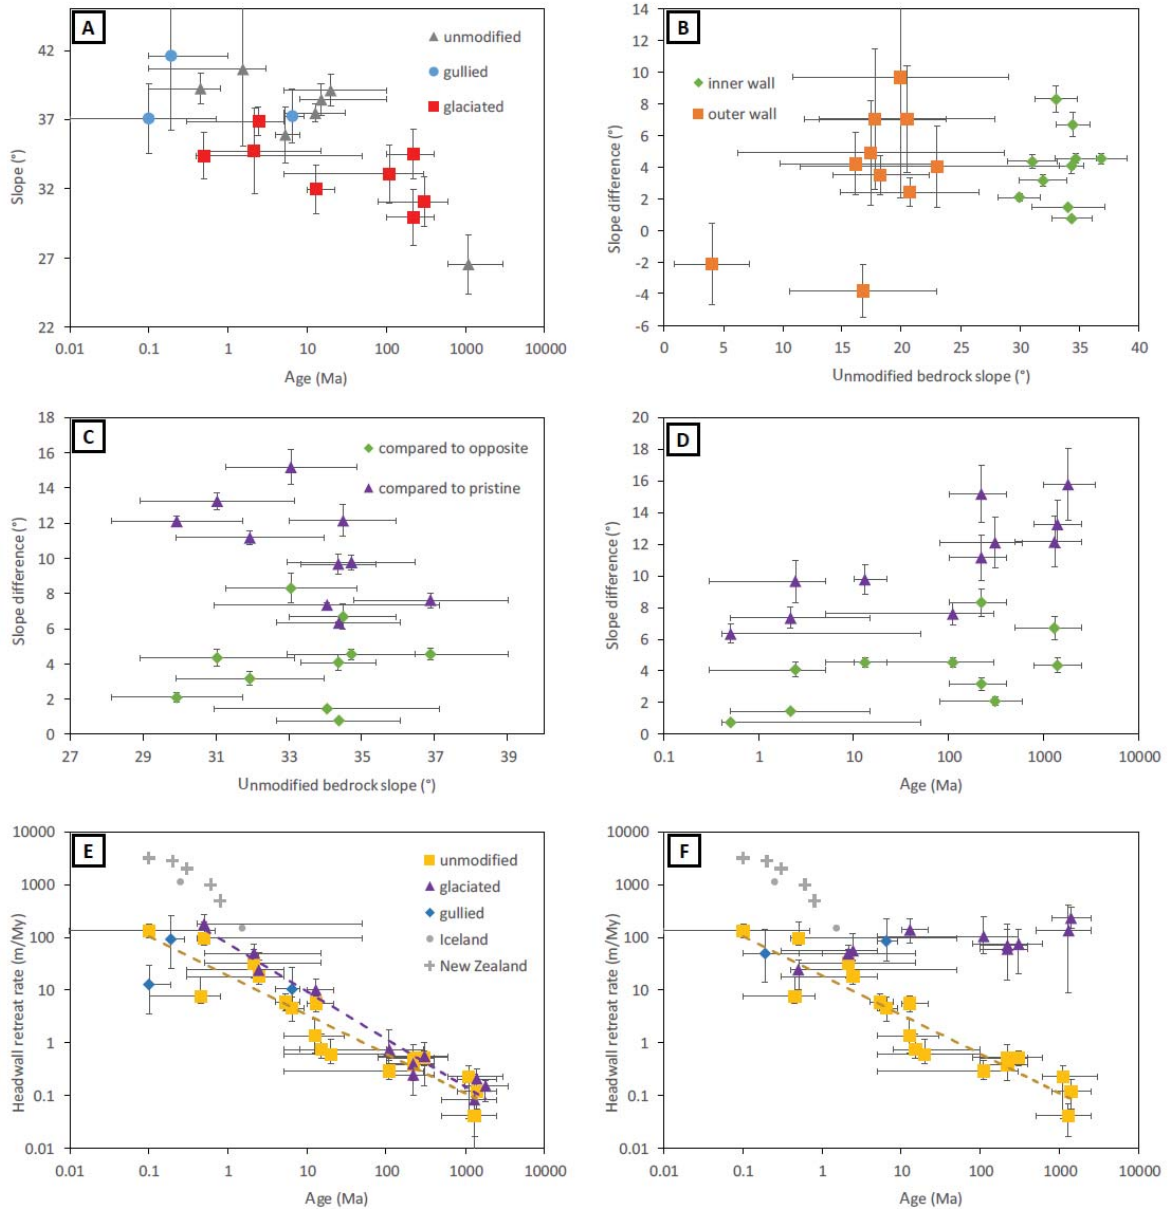 A
42
37
32
27
22
Slope (°)
0.01 0.1 1 10 100 1000 10000
Age (Ma)
unmodified
gullied
glaciated
B
14
12
10
8
6
4
2
0
-2
-4
-6
Slope difference (°)
0 5 10 15 20 25 30 35 40
Unmodified bedrock slope (°)
inner wall
outer wall
C
18
16
14
12
10
8
6
4
2
0
Slope difference (°)
27 29 31 33 35 37 39
Unmodified bedrock slope (°)
compared to opposite
compared to pristine
D
20
18
16
14
12
10
8
6
4
2
0
Slope difference (°)
0.1 1 10 100 1000 10000
Age (Ma)
E
10000
1000
100
10
1
0.1
0.01
Headwall retreat rate (m/My)
0.01 0.1 1 10 100 1000 10000
Age (Ma)
unmodified
glaciated
gullied
Iceland
New Zealand
F
10000
1000
100
10
1
0.1
0.01
Headwall retreat rate (m/My)
0.01 0.1 1 10 100 1000 10000
Age (Ma)